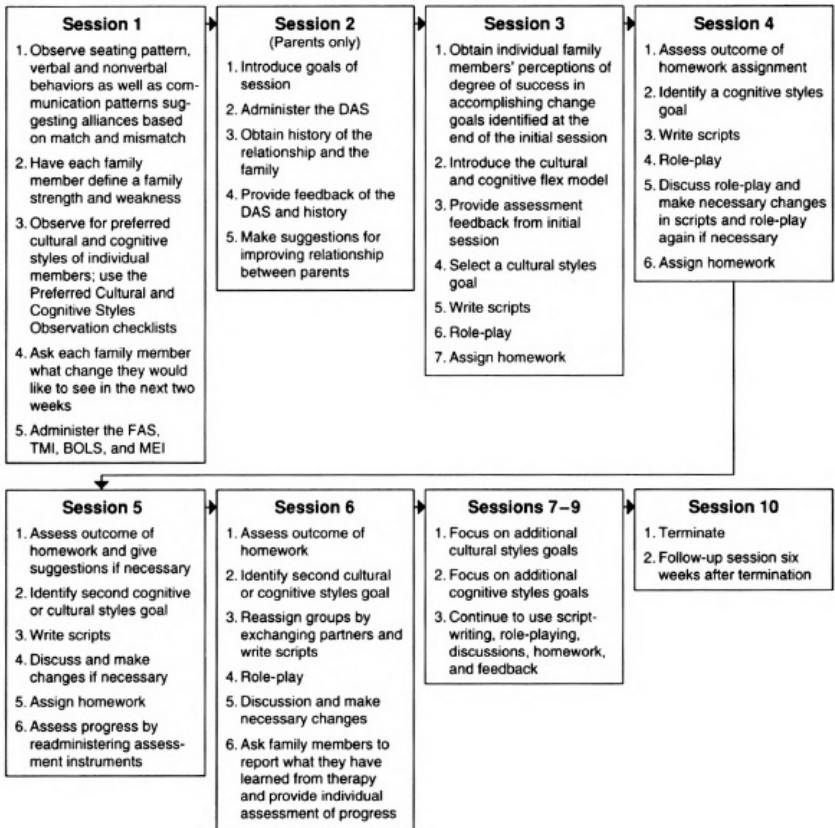 Session 1
1. Observe seating pattern,
verbal and nonverbal
behaviors as well as com-
munication patterns sug-
gesting alliances based
on match and mismatch
2. Have each family
member define a family
strength and weakness
3. Observe for preferred
cultural and cognitive
styles of individual
members; use the
Preferred Cultural and
Cognitive Styles
Observation checklists
4. Ask each family member
what change they would
like to see in the next two
weeks
5. Administer the FAS,
TMI, BOLS, and MEI
Session 2
(Parents only)
1. Introduce goals of
session
2. Administer the DAS
3. Obtain history of the
relationship and the
family
4. Provide feedback of the
DAS and history
5. Make suggestions for
improving relationship
between parents
Session 3
1. Obtain individual family
members' perceptions of
degree of success in
accomplishing change
goals identified at the
end of the initial session
2. Introduce the cultural
and cognitive flex model
3. Provide assessment
feedback from initial
session
4. Select a cultural styles
goal
5. Write scripts
6. Role-play
7. Assign homework
Session 4
1. Assess outcome of
homework assignment
2. Identify a cognitive styles
goal
3. Write scripts
4. Role-play
5. Discuss role-play and
make necessary changes
in scripts and role-play
again if necessary
6. Assign homework
Session 5
1. Assess outcome of
homework and give
suggestions if necessary
2. Identify second cognitive
or cultural styles goal
3. Write scripts
4. Discuss and make
changes if necessary
5. Assign homework
6. Assess progress by
readministering assess-
ment instruments
Session 6
1. Assess outcome of
homework
2. Identify second cultural
or cognitive styles goal
3. Reassign groups by
exchanging partners and
write scripts
4. Role-play
5. Discussion and make
necessary changes
6. Ask family members to
report what they have
learned from therapy
and provide individual
assessment of progress
Sessions 7–9
1. Focus on additional
cultural styles goals
2. Focus on additional
cognitive styles goals
3. Continue to use script-
writing, role-playing,
discussions, homework,
and feedback
Session 10
1. Terminate
2. Follow-up session six
weeks after termination